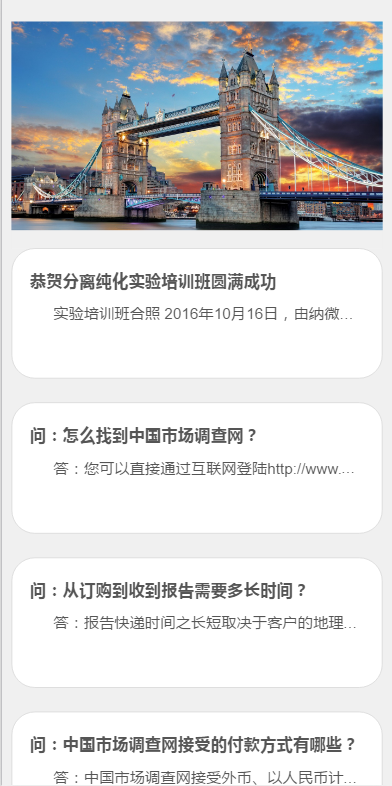 恭贺分离纯化实验培训班圆满成功
实验培训班合照 2016年10月16日，由纳微...
问：怎么找到中国市场调查网？
答：您可以直接通过互联网登陆http://www....
问：从订购到收到报告需要多长时间？
答：报告快递时间之长短取决于客户的地理...
问：中国市场调查网接受的付款方式有哪些？
答：中国市场调查网接受外币、以人民币计...